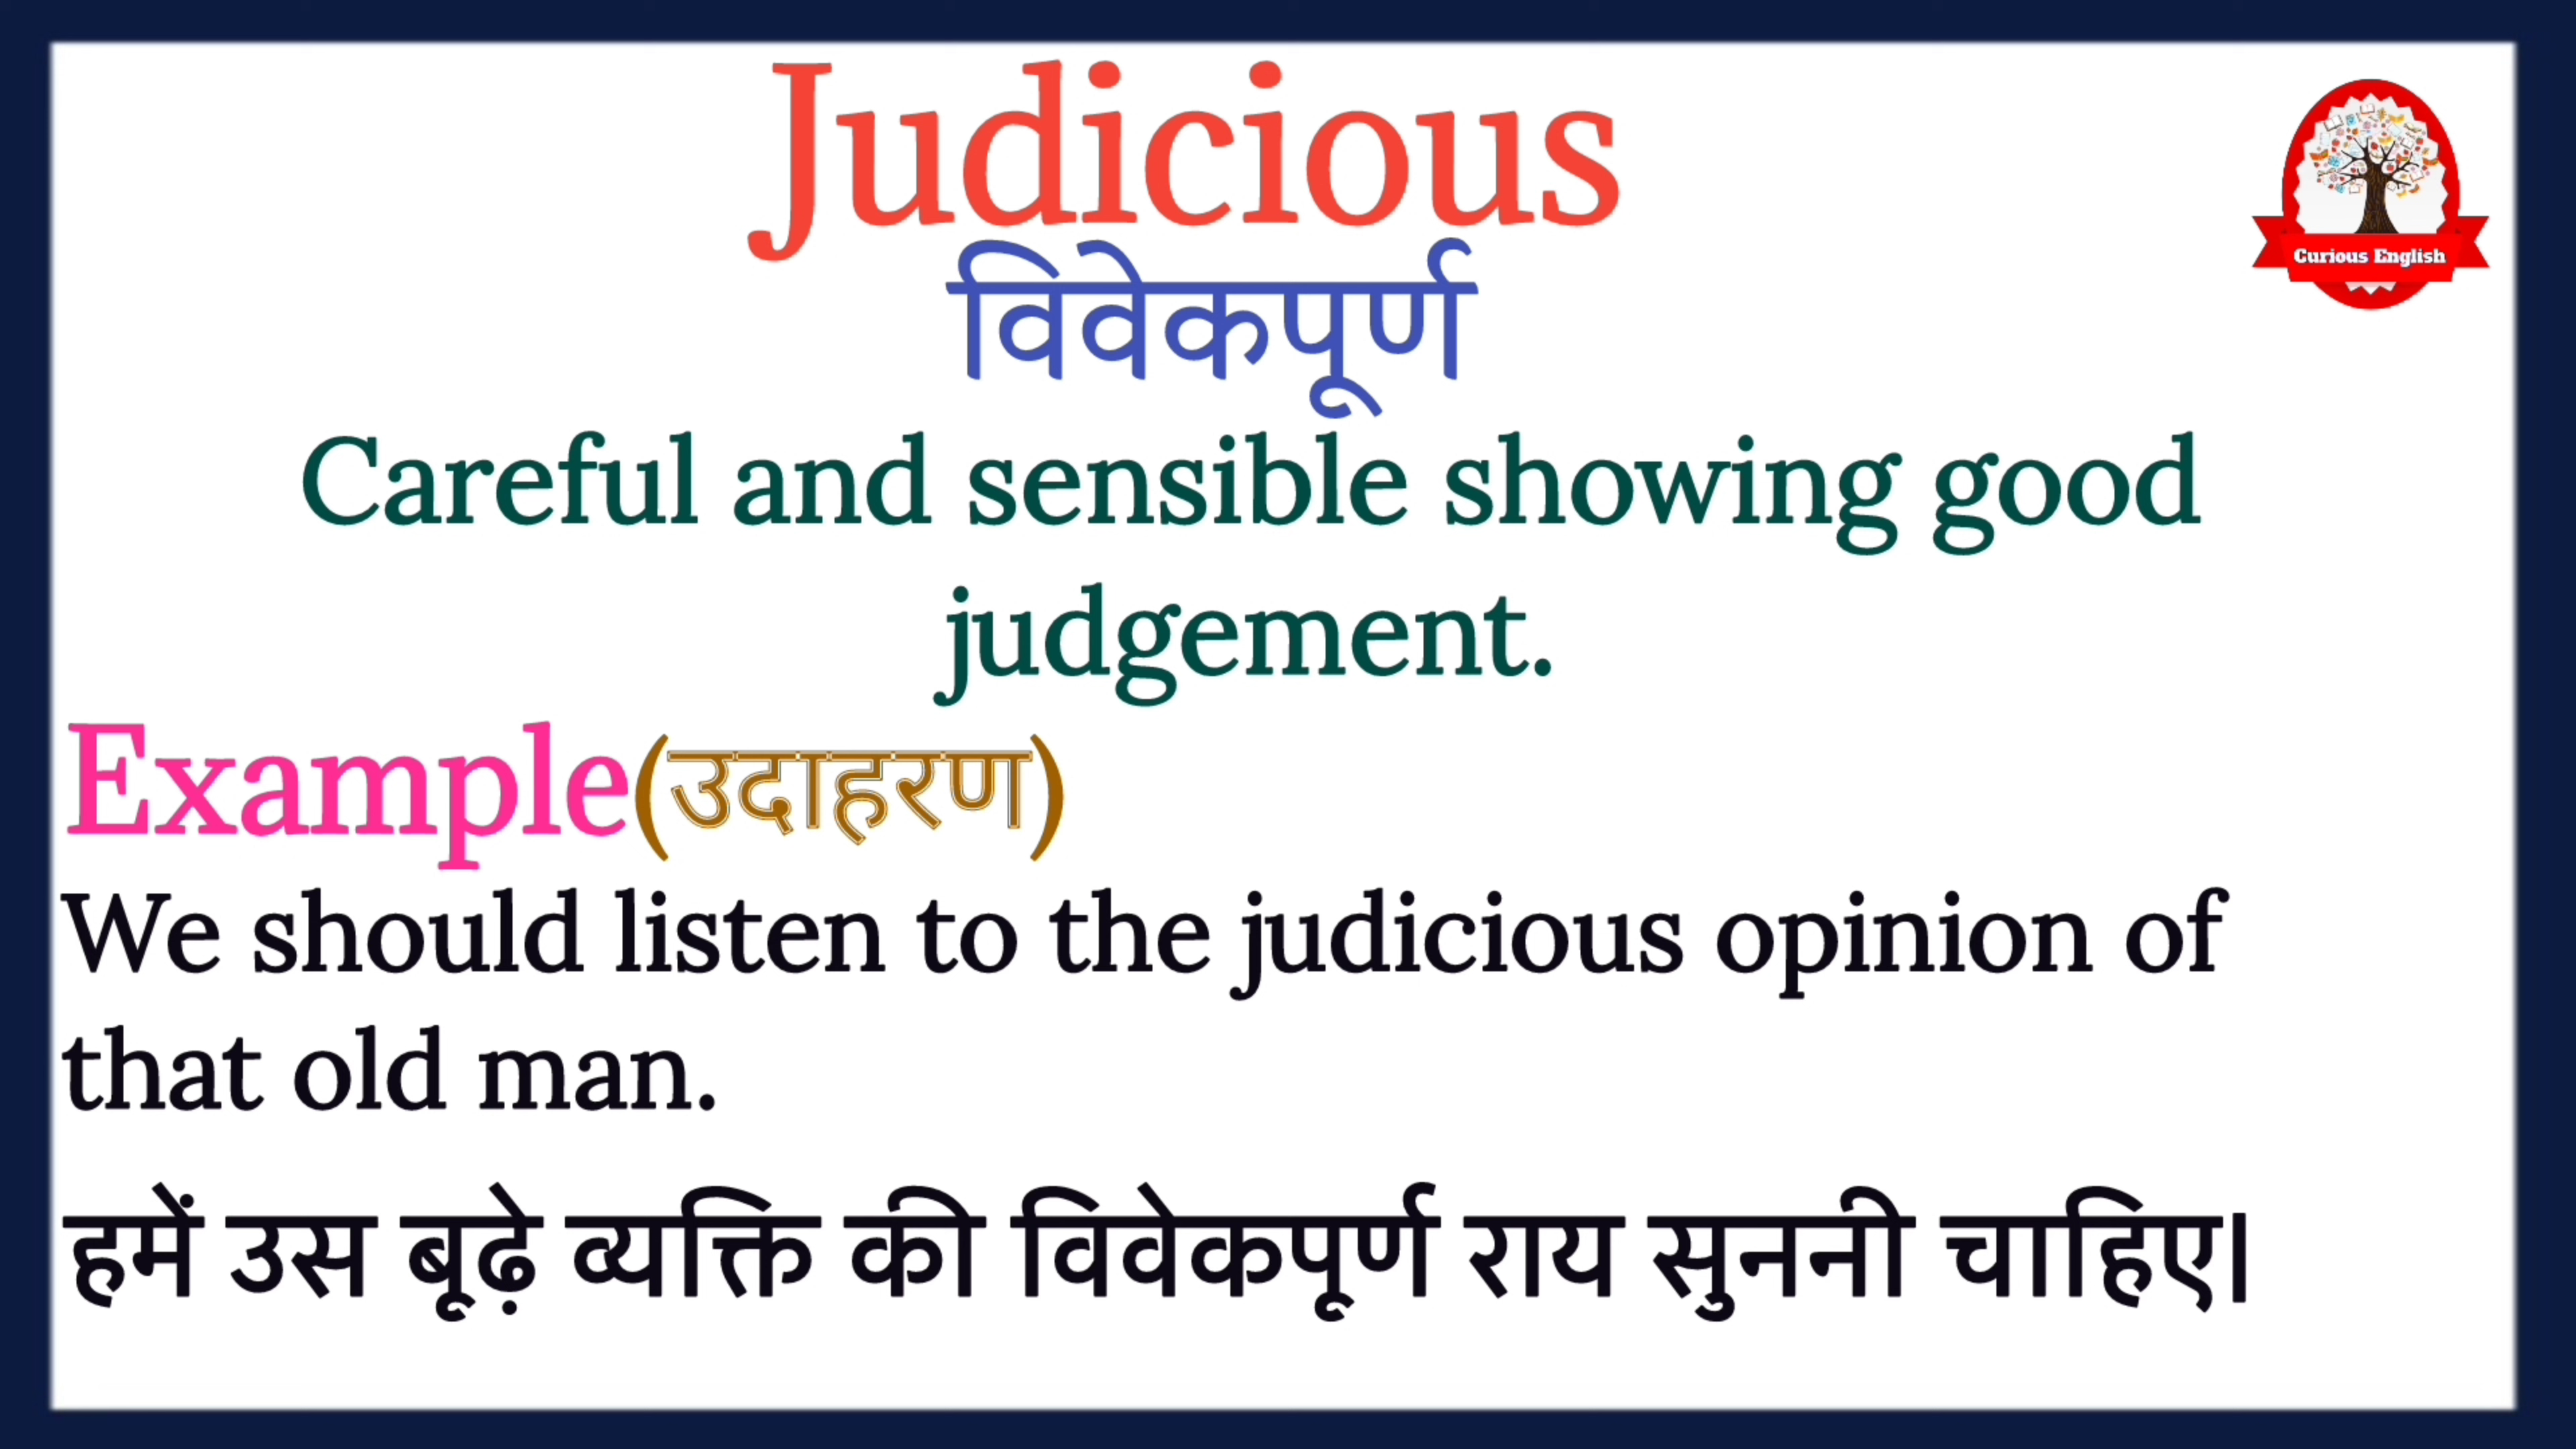 Judicious
Curious English
विवेकपूर्ण
Careful and sensible showing good
judgement.
Example(उदाहरण)
We should listen to the judicious opinion of
that old man.
हमें उस बूढ़े व्यक्ति की विवेकपूर्ण राय सुननी चाहिए।